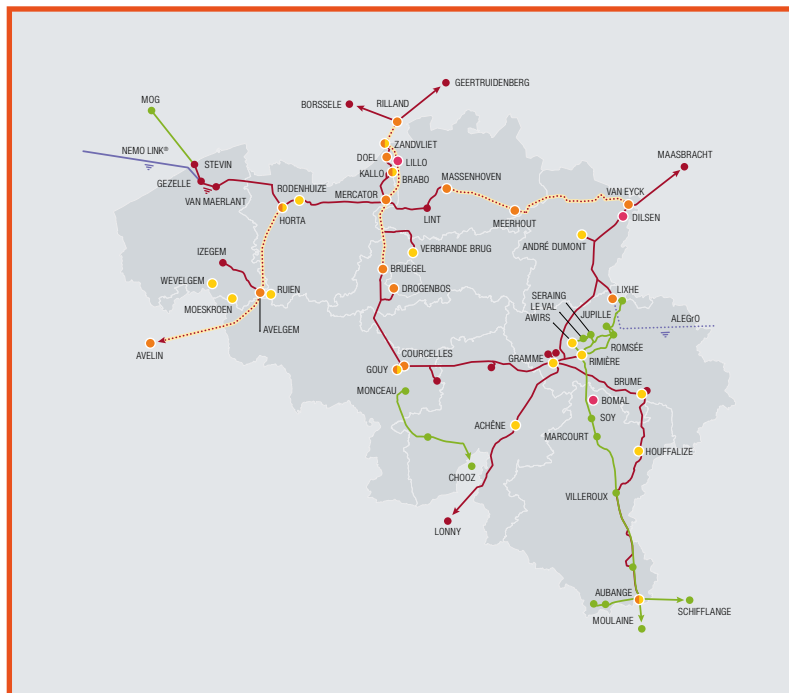 GEERTRUIDENBERG
MOG
BORSSELE
RILLAND
ZANDVLIET
NEMO LINK®
DOEL
LILLO
STEVIN
KALLO
BRABO
MASSENHOVEN
MAASBRACHT
GEZELLE
RODENHUIZE
MERCATOR
VAN EYCK
VAN MAERLANT
HORTA
LINT
MEERHOUT
DILSEN
ANDRÉ DUMONT
IZEGEM
VERBRANDE BRUG
WEVELGEM
BRUEGEL
RUIEN
DROGENBOS
LIXHE
MOESKROEN
SERAING
LE VAL
JUPILLE
AWIRS
ALEGrO
AVELGEM
AVELIN
COURCELLES
GRAMME
ROMSÉE
RIMIÈRE
GOUY
BRUME
MONCEAU
BOMAL
SOY
ACHÊNE
MARCOURT
HOUFFALIZE
CHOOZ
VILLEROUX
LONNY
AUBANGE
SCHIFFLANGE
MOULAINE